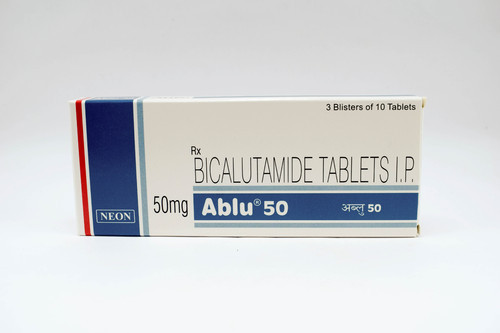 3 Blisters of 10 Tablets
Rx
BICALUTAMIDE TABLETS I.P.
50mg Ablu® 50 अब्लु 50
NEON